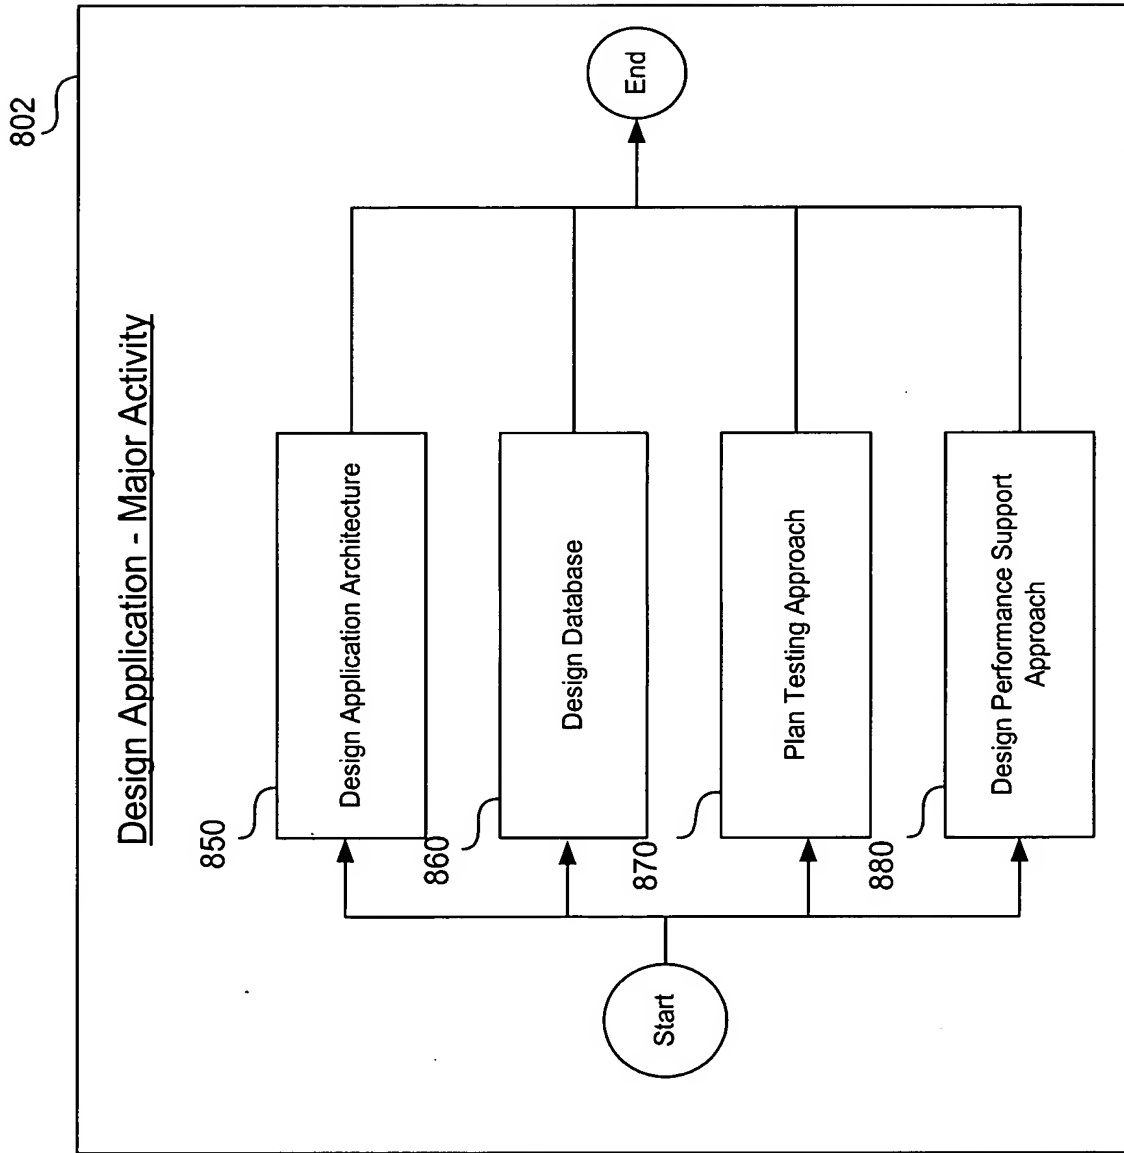 802
Design Application - Major Activity
850
Design Application Architecture
860
Design Database
870
Plan Testing Approach
880
Design Performance Support
Approach
Start
End